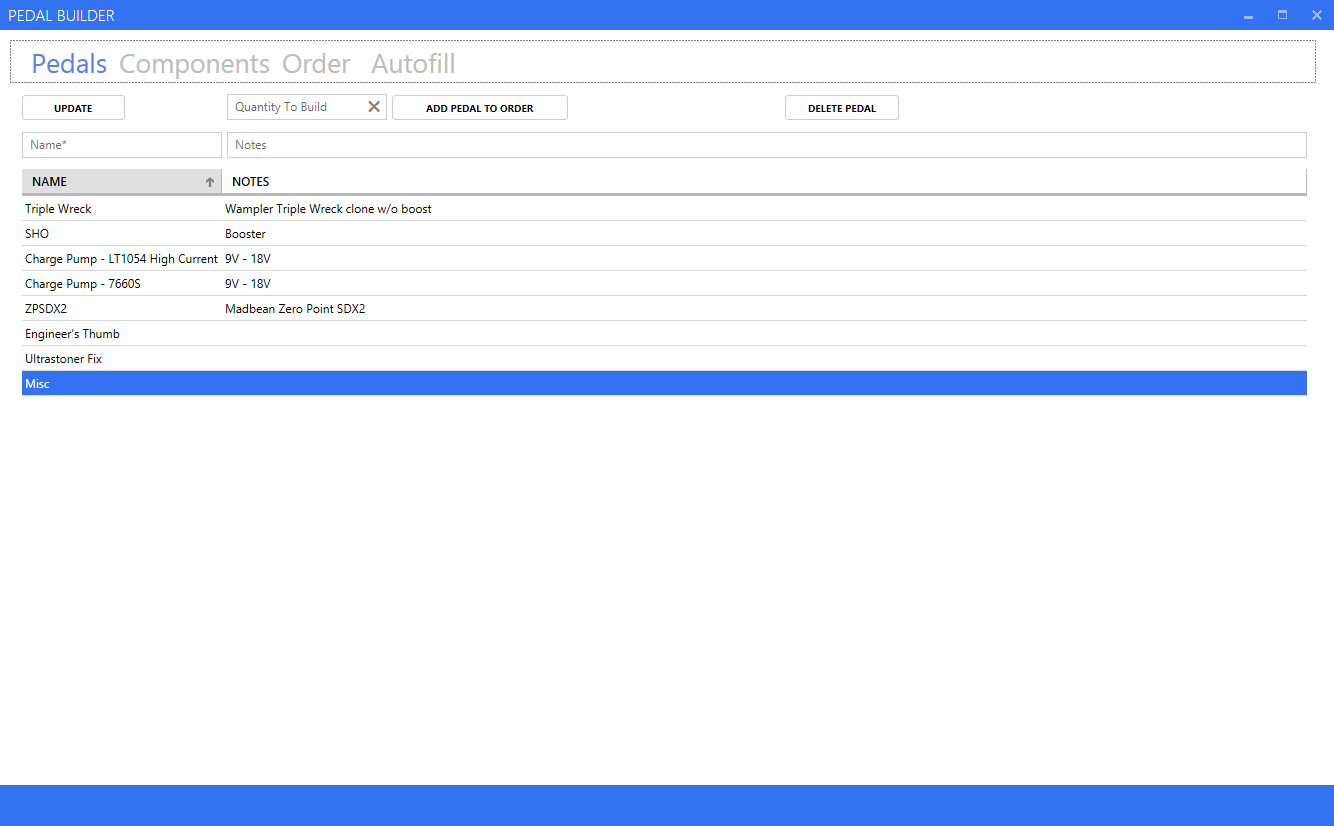 PEDAL BUILDER
Pedals Components Order Autofill
UPDATE Quantity To Build ADD PEDAL TO ORDER DELETE PEDAL
Name* Notes
NAME NOTES
Triple Wreck Wampler Triple Wreck clone w/o boost
SHO Booster
Charge Pump - LT1054 High Current 9V - 18V
Charge Pump - 7660S 9V - 18V
ZPSDX2 Madbean Zero Point SDX2
Engineer's Thumb
Ultrastoner Fix
Misc